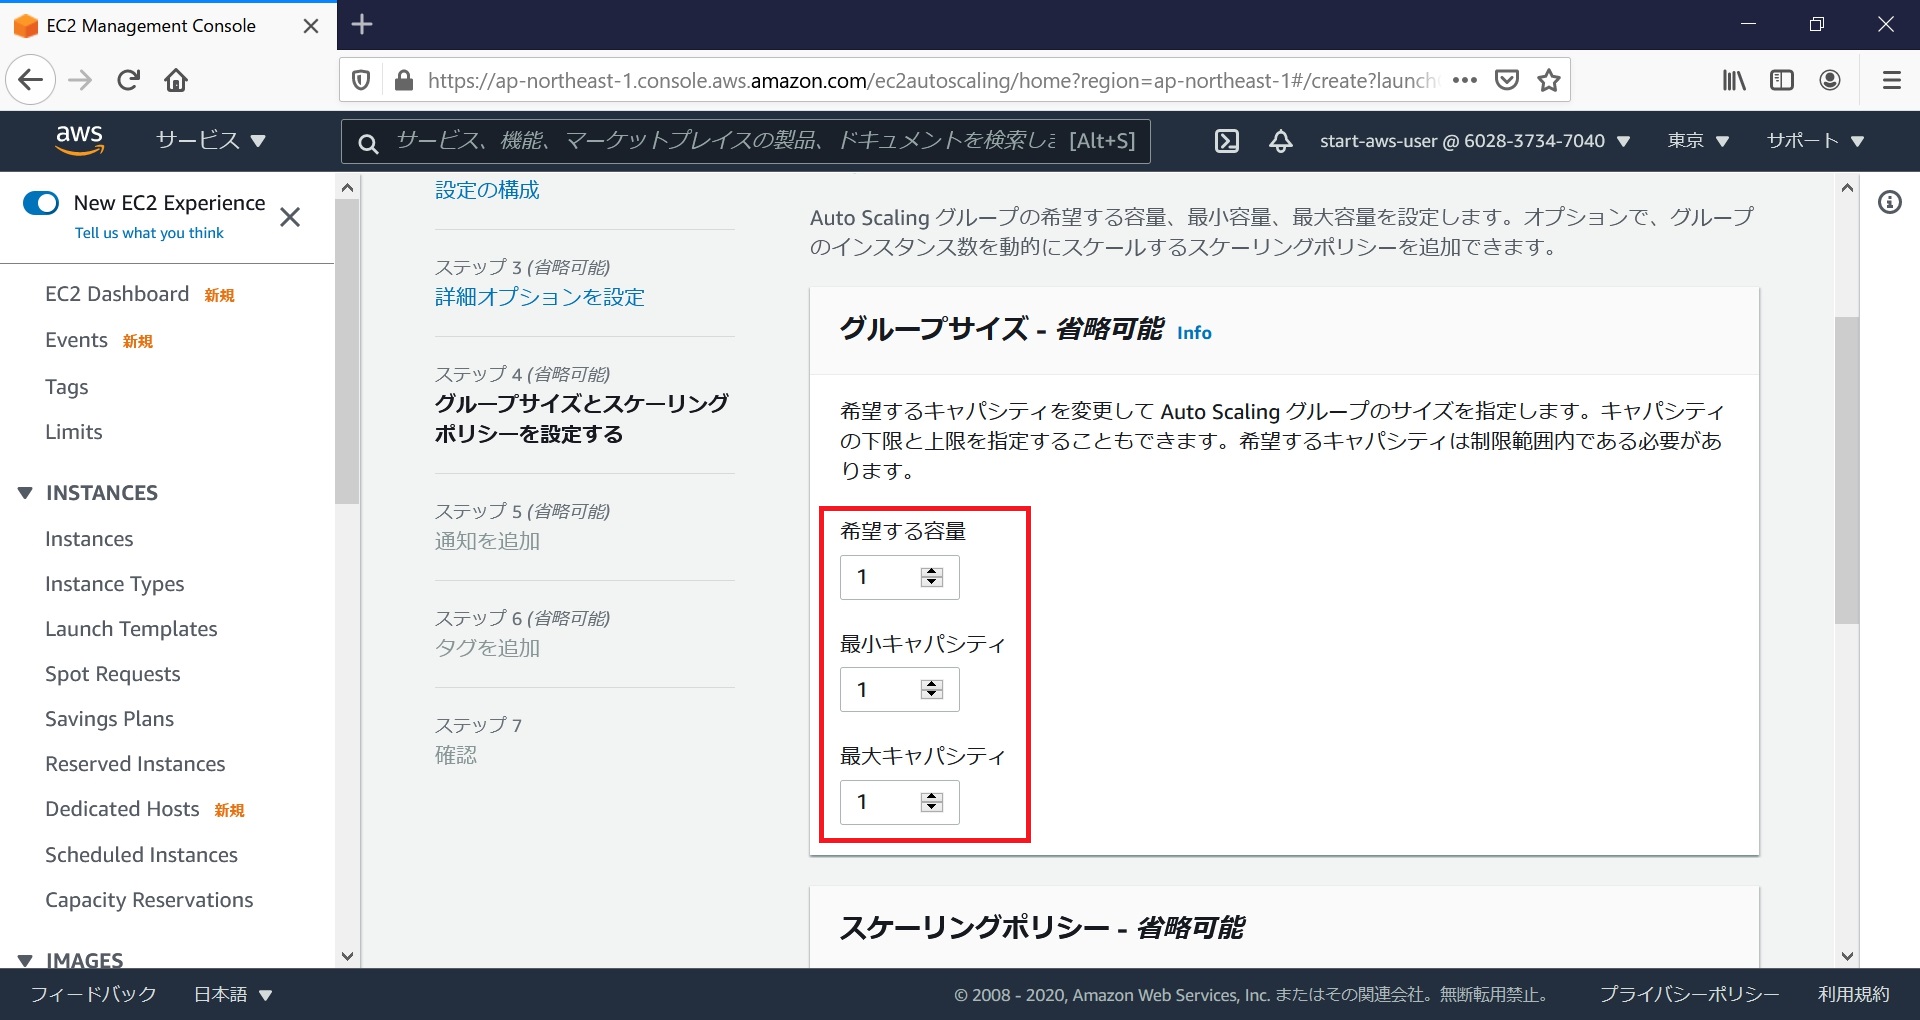 EC2 Management Console
https://ap-northeast-1.console.aws.amazon.com/ec2autoscaling/home?region=ap-northeast-1#/create?launch
aws
サービス
サービス、機能、マーケットプレイスの製品、ドキュメントを検索しま [Alt+S]
start-aws-user @ 6028-3734-7040
東京
サポート
New EC2 Experience
Tell us what you think
EC2 Dashboard 新規
Events 新規
Tags
Limits
INSTANCES
Instances
Instance Types
Launch Templates
Spot Requests
Savings Plans
Reserved Instances
Dedicated Hosts 新規
Scheduled Instances
Capacity Reservations
IMAGES
設定の構成
ステップ 3 (省略可能)
詳細オプションを設定
ステップ 4 (省略可能)
グループサイズとスケーリング
ポリシーを設定する
ステップ 5 (省略可能)
通知を追加
ステップ 6 (省略可能)
タグを追加
ステップ 7
確認
Auto Scaling グループの希望する容量、最小容量、最大容量を設定します。オプションで、グループ
のインスタンス数を動的にスケールするスケーリングポリシーを追加できます。
グループサイズ - 省略可能 Info
希望するキャパシティを変更して Auto Scaling グループのサイズを指定します。キャパシティ
の下限と上限を指定することもできます。希望するキャパシティは制限範囲内である必要があ
ります。
希望する容量
1
最小キャパシティ
1
最大キャパシティ
1
スケーリングポリシー - 省略可能
フィードバック
日本語
© 2008 - 2020, Amazon Web Services, Inc. またはその関連会社。無断転用禁止。
プライバシーポリシー
利用規約